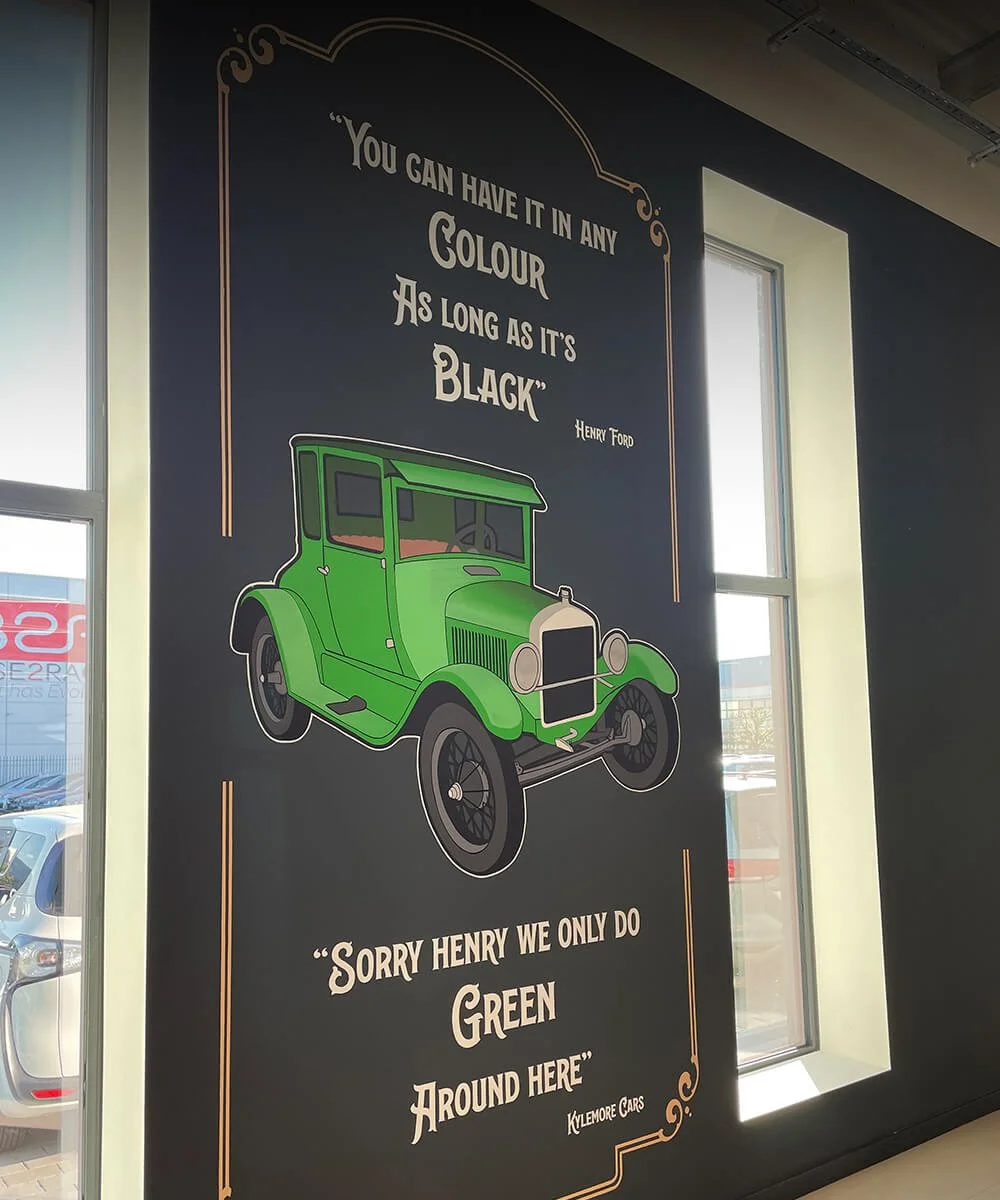 “You can have it in any
Colour
As long as it's
Black”
Henry Ford
“Sorry Henry we only do
Green
Around here”
Kylemore Cars